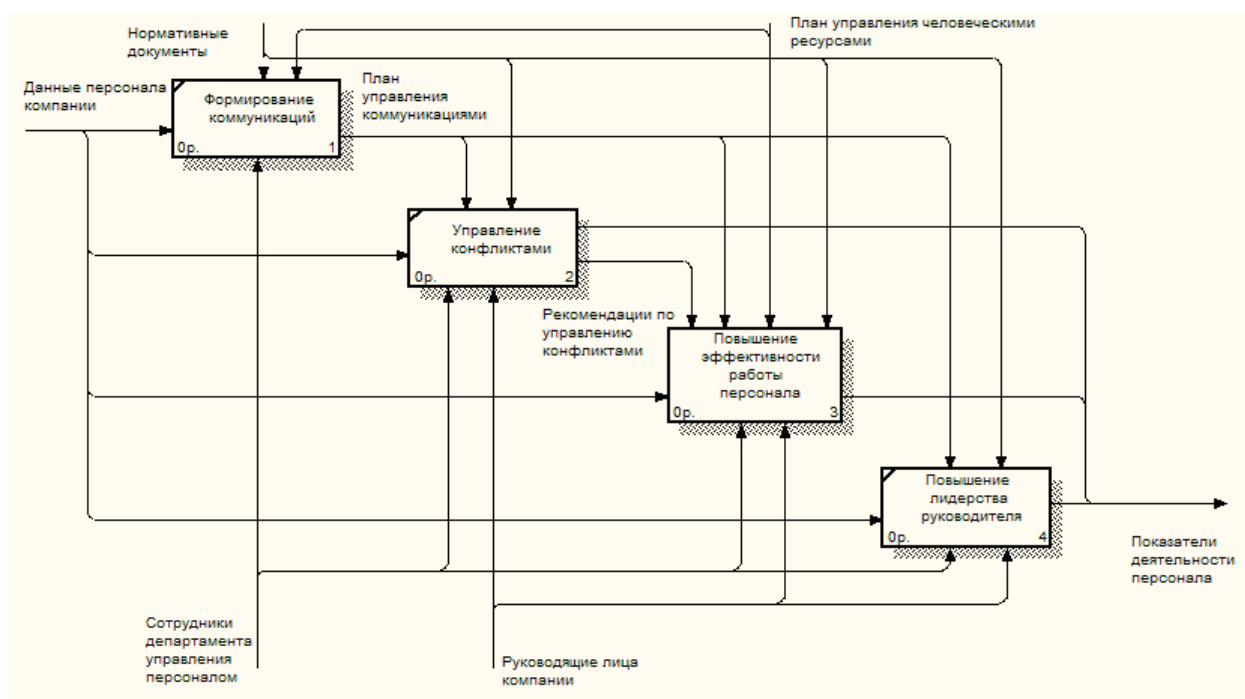 Нормативные
документы
План управления человеческими
ресурсами
Данные персонала
компании
План
управления
коммуникациями
Формирование
коммуникаций
0р.
1
Управление
конфликтами
0р.
2
Рекомендации по
управлению
конфликтами
Повышение
эффективности
работы
персонала
0р.
3
Повышение
лидерства
руководителя
0р.
4
Показатели
деятельности
персонала
Сотрудники
департамента
управления
персоналом
Руководящие лица
компании